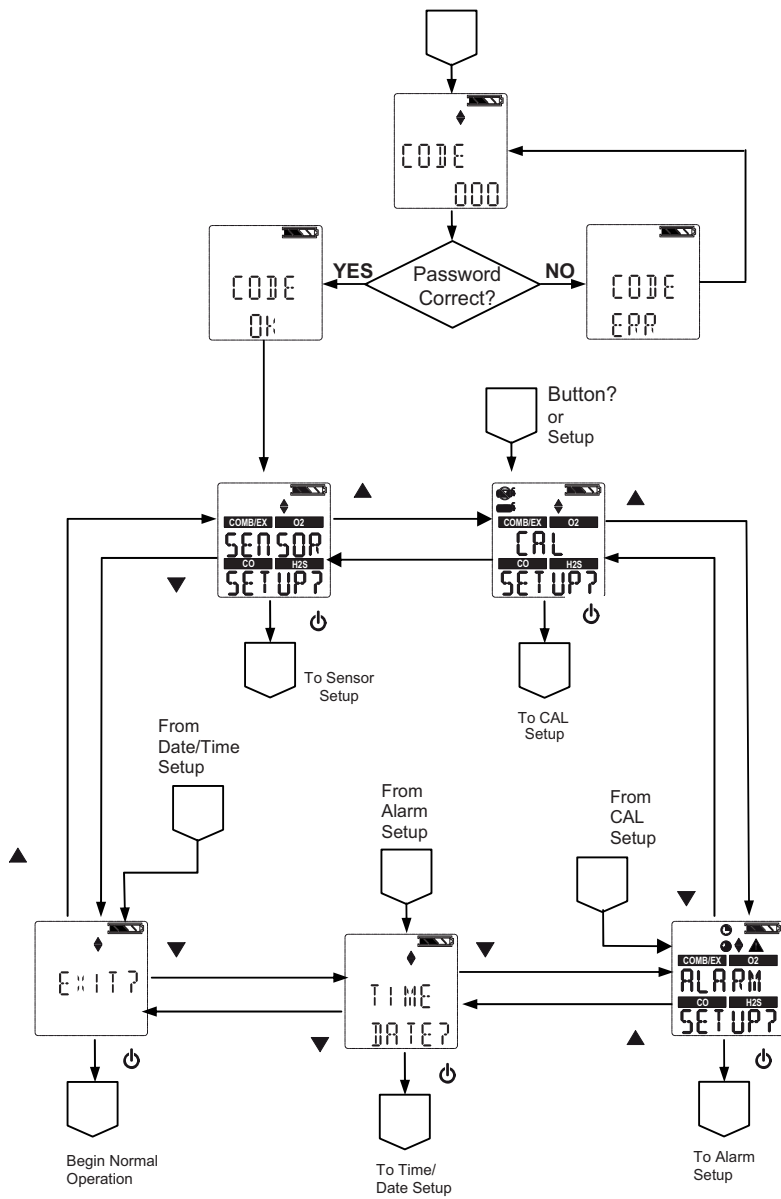 CODE
000
YES
Password
Correct?
NO
CODE
OK
CODE
ERR
Button?
or
Setup
COMB/EX O2
SENSOR
CO H2S
SETUP?
COMB/EX O2
CAL
CO H2S
SETUP?
To Sensor
Setup
To CAL
Setup
From
Date/Time
Setup
From
Alarm
Setup
From
CAL
Setup
EXIT?
TIME
DATE?
COMB/EX O2
ALARM
CO H2S
SETUP?
Begin Normal
Operation
To Time/
Date Setup
To Alarm
Setup